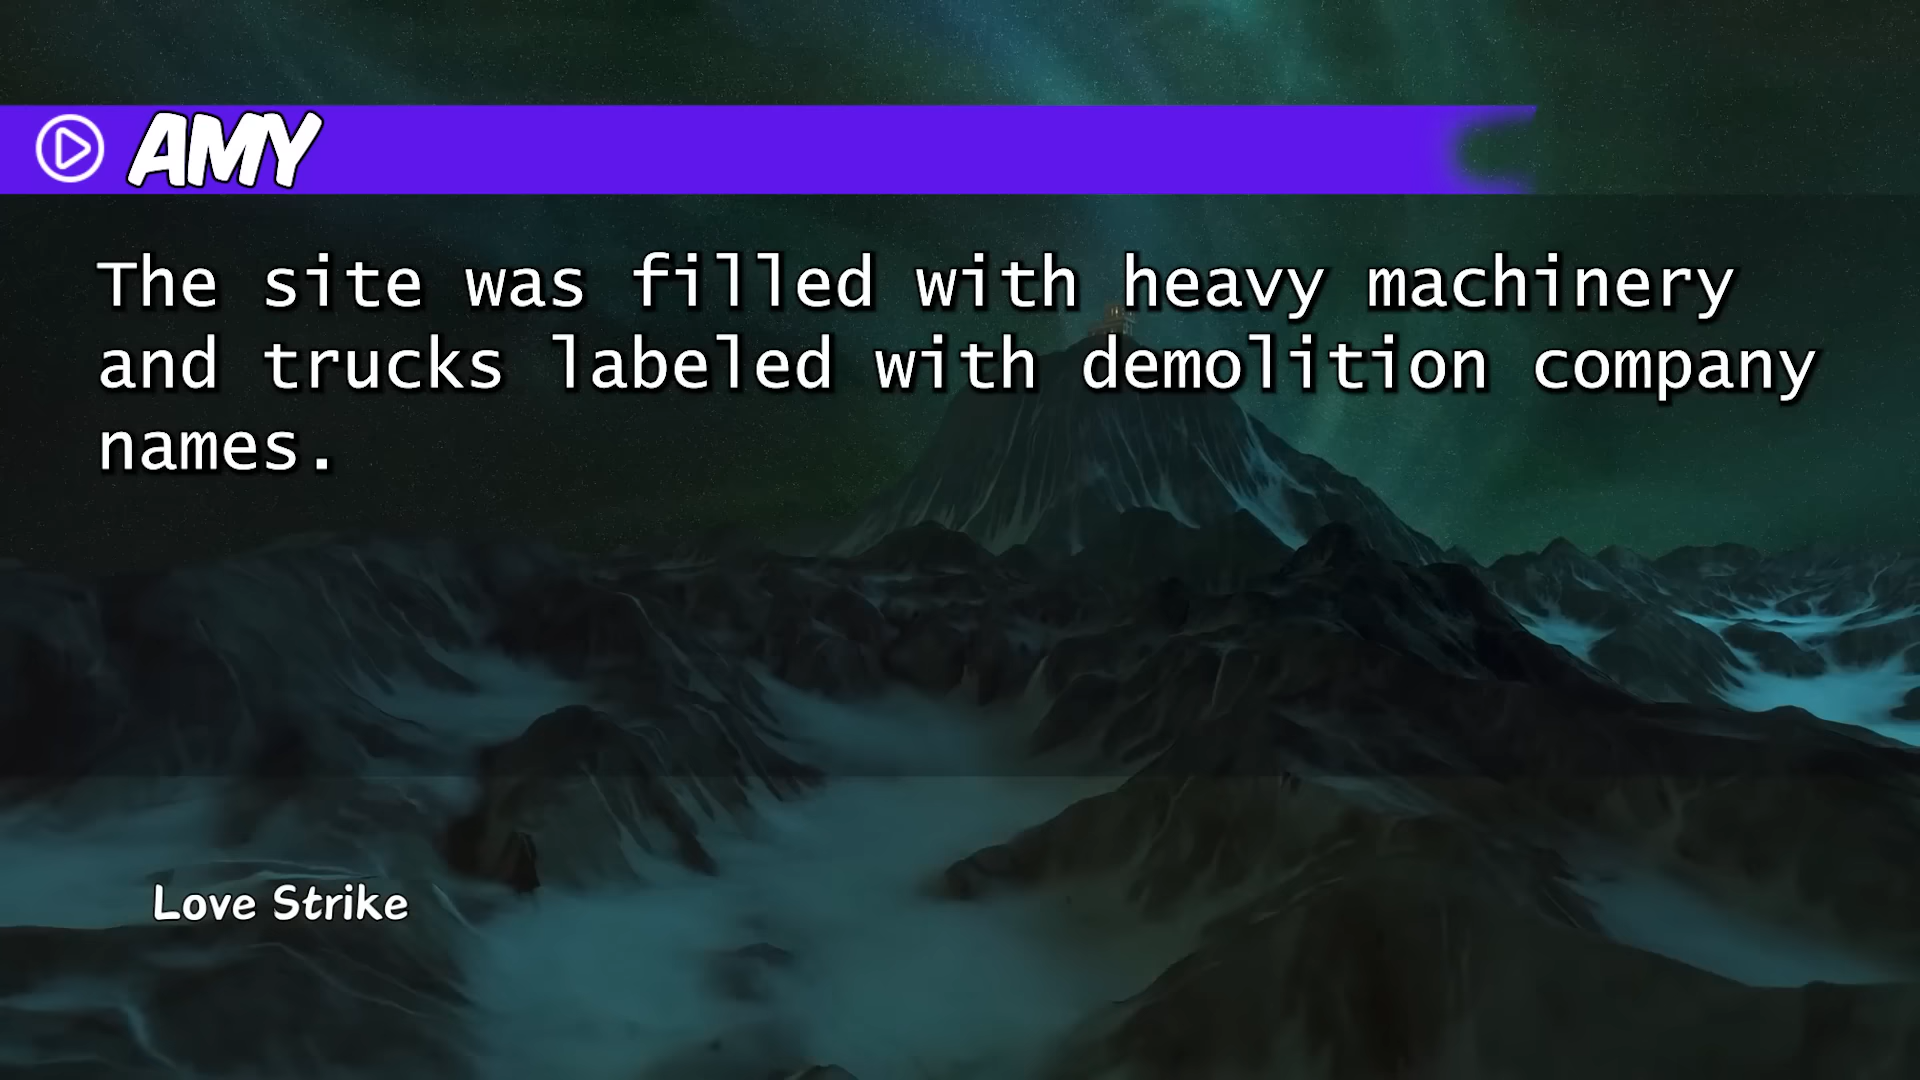 AMY
The site was filled with heavy machinery
and trucks labeled with demolition company
names.
Love Strike